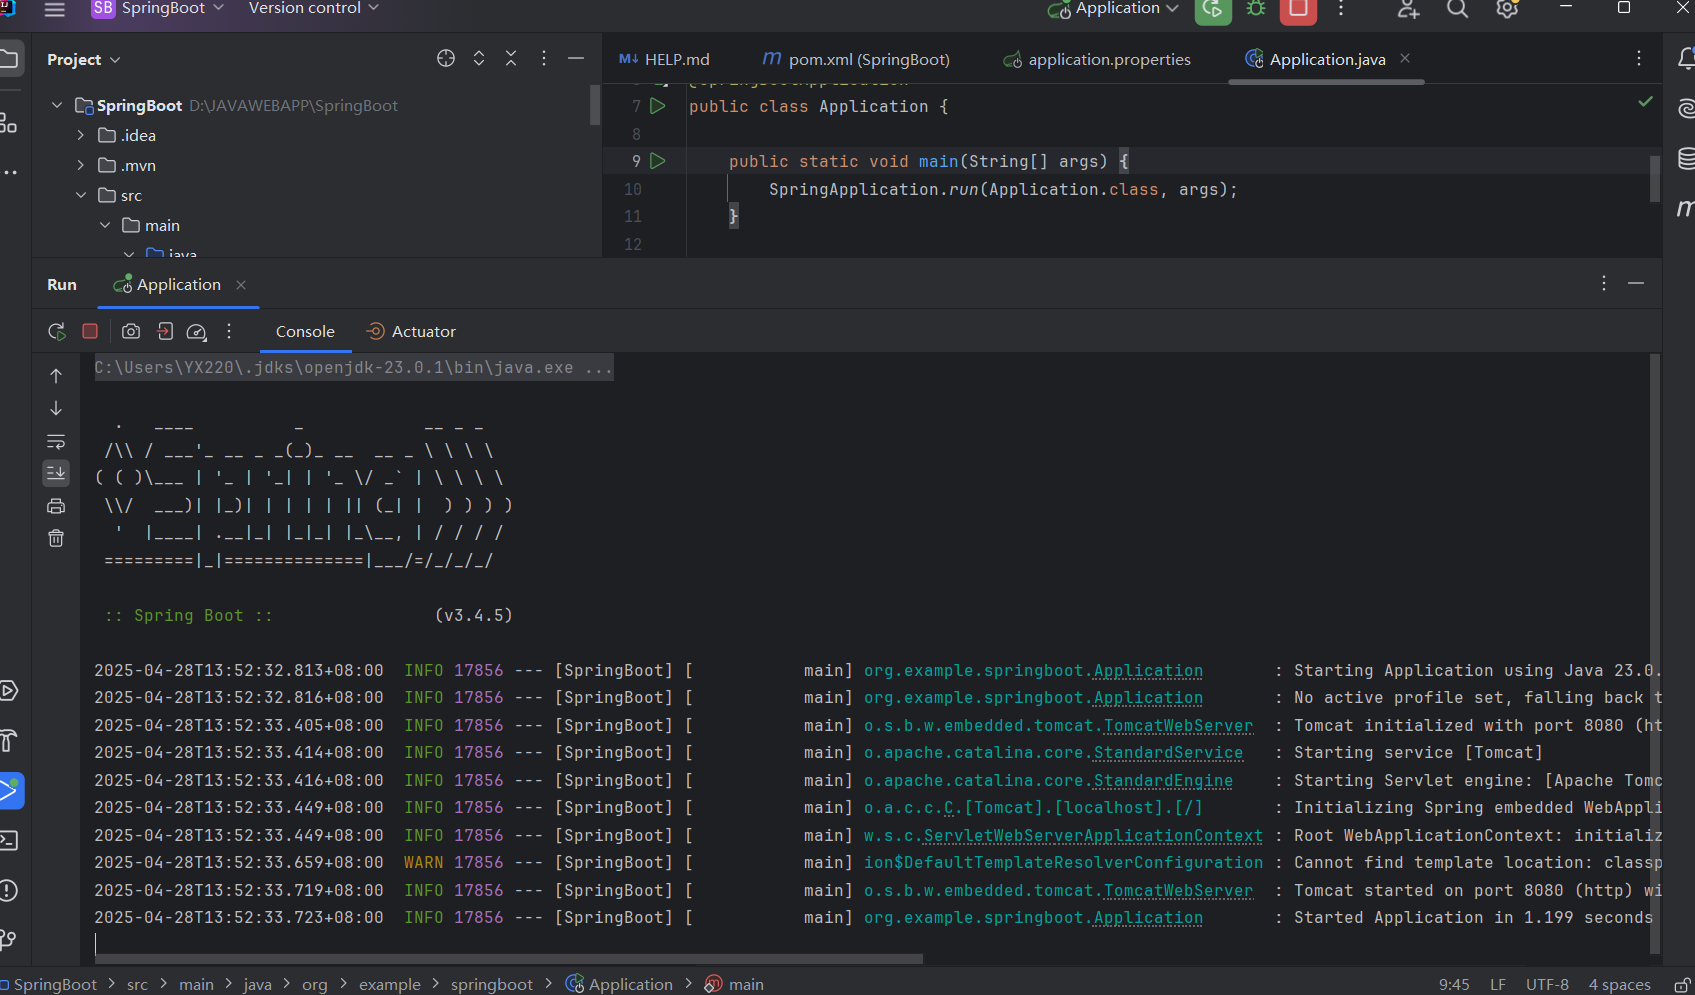 SB SpringBoot Version control Application
Project
HELP.md pom.xml (SpringBoot) application.properties Application.java
SpringBoot D:\JAVAWEBAPP\SpringBoot
.idea
.mvn
src
main
java
7 public class Application {
8
9 public static void main(String[] args) {
10 SpringApplication.run(Application.class, args);
11 }
12
Run Application
Console Actuator
C:\Users\YX220\.jdks\openjdk-23.0.1\bin\java.exe ...
  .   ____          _            __ _ _
 /\\ / ___'_ __ _ _(_)_ __  __ _ \ \ \ \
( ( )\___ | '_ | '_| | '_ \/ _` | \ \ \ \
 \\/  ___)| |_)| | | | | || (_| |  ) ) ) )
  '  |____| .__|_| |_|_| |_\__, | / / / /
 =========|_|==============|___/=/_/_/_/
:: Spring Boot :: (v3.4.5)
2025-04-28T13:52:32.813+08:00 INFO 17856 --- [SpringBoot] [ main] org.example.springboot.Application : Starting Application using Java 23.0.
2025-04-28T13:52:32.816+08:00 INFO 17856 --- [SpringBoot] [ main] org.example.springboot.Application : No active profile set, falling back t
2025-04-28T13:52:33.405+08:00 INFO 17856 --- [SpringBoot] [ main] o.s.b.w.embedded.tomcat.TomcatWebServer : Tomcat initialized with port 8080 (ht
2025-04-28T13:52:33.414+08:00 INFO 17856 --- [SpringBoot] [ main] o.apache.catalina.core.StandardService : Starting service [Tomcat]
2025-04-28T13:52:33.416+08:00 INFO 17856 --- [SpringBoot] [ main] o.apache.catalina.core.StandardEngine : Starting Servlet engine: [Apache Tomc
2025-04-28T13:52:33.449+08:00 INFO 17856 --- [SpringBoot] [ main] o.a.c.c.C.[Tomcat].[localhost].[/] : Initializing Spring embedded WebAppli
2025-04-28T13:52:33.449+08:00 INFO 17856 --- [SpringBoot] [ main] w.s.c.ServletWebServerApplicationContext : Root WebApplicationContext: initializ
2025-04-28T13:52:33.659+08:00 WARN 17856 --- [SpringBoot] [ main] ion$DefaultTemplateResolverConfiguration : Cannot find template location: classp
2025-04-28T13:52:33.719+08:00 INFO 17856 --- [SpringBoot] [ main] o.s.b.w.embedded.tomcat.TomcatWebServer : Tomcat started on port 8080 (http) wi
2025-04-28T13:52:33.723+08:00 INFO 17856 --- [SpringBoot] [ main] org.example.springboot.Application : Started Application in 1.199 seconds
SpringBoot > src > main > java > org > example > springboot > Application > main 9:45 LF UTF-8 4 spaces